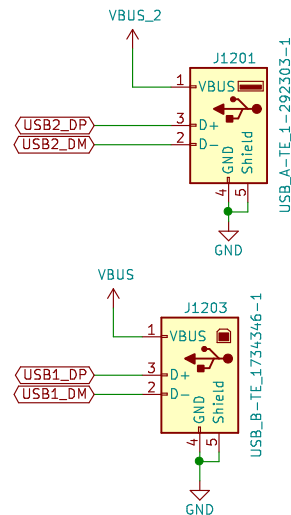 VBUS_2
J1201
1
VBUS
USB2_DP
3
D+
USB2_DM
2
D-
GND
Shield
4
5
USB_A-TE_1-292303-1
GND
VBUS
J1203
1
VBUS
USB1_DP
3
D+
USB1_DM
2
D-
GND
Shield
4
5
USB_B-TE_1734346-1
GND